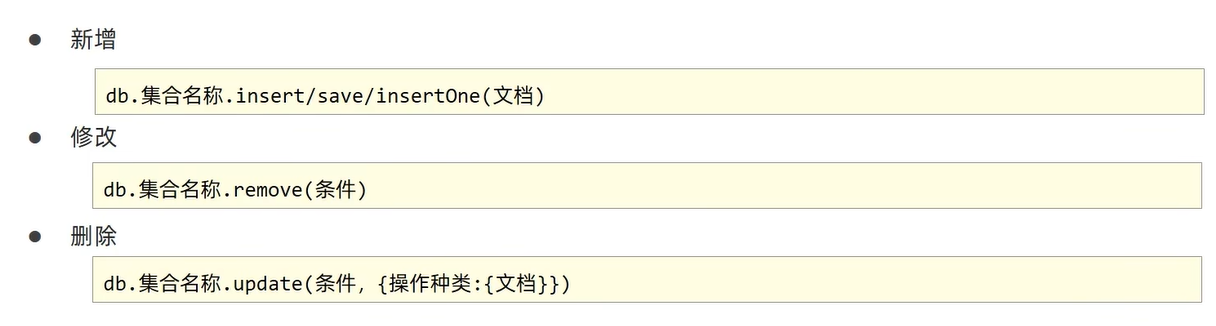 ● 新增
db.集合名称.insert/save/insertOne(文档)
● 修改
db.集合名称.remove(条件)
● 删除
db.集合名称.update(条件, {操作种类:{文档}})